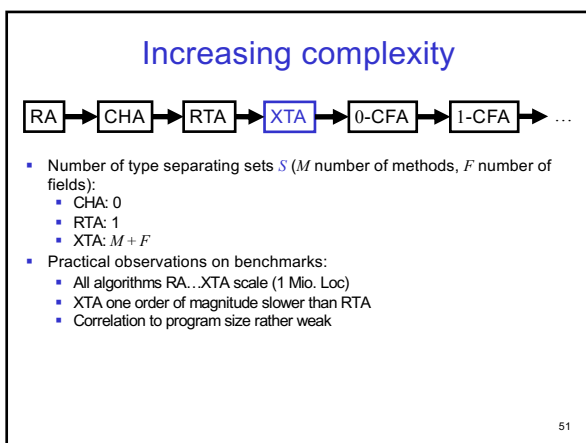 Increasing complexity
RA CHA RTA XTA 0-CFA 1-CFA …
▪ Number of type separating sets S (M number of methods, F number of
fields):
▪ CHA: 0
▪ RTA: 1
▪ XTA: M + F
▪ Practical observations on benchmarks:
▪ All algorithms RA…XTA scale (1 Mio. Loc)
▪ XTA one order of magnitude slower than RTA
▪ Correlation to program size rather weak
51